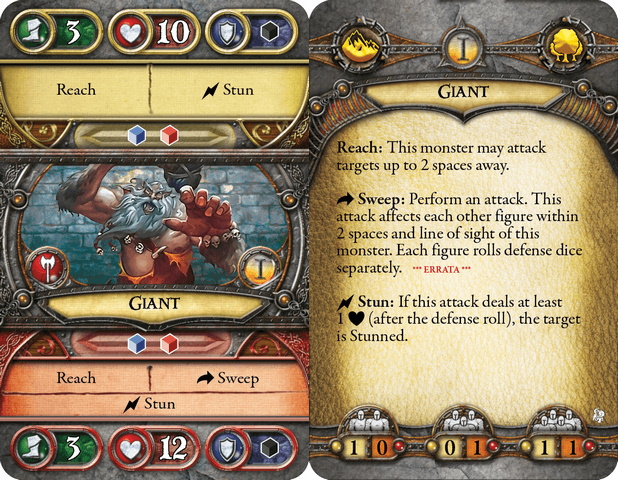 3 10
Reach Stun
I
GIANT
Reach Sweep
Stun
3 12
I
GIANT
Reach: This monster may attack
targets up to 2 spaces away.
Sweep: Perform an attack. This
attack affects each other figure within
2 spaces and line of sight of this
monster. Each figure rolls defense dice
separately. *** ERRATA ***
Stun: If this attack deals at least
1 (after the defense roll), the target
is Stunned.
1 0 0 1 1 1